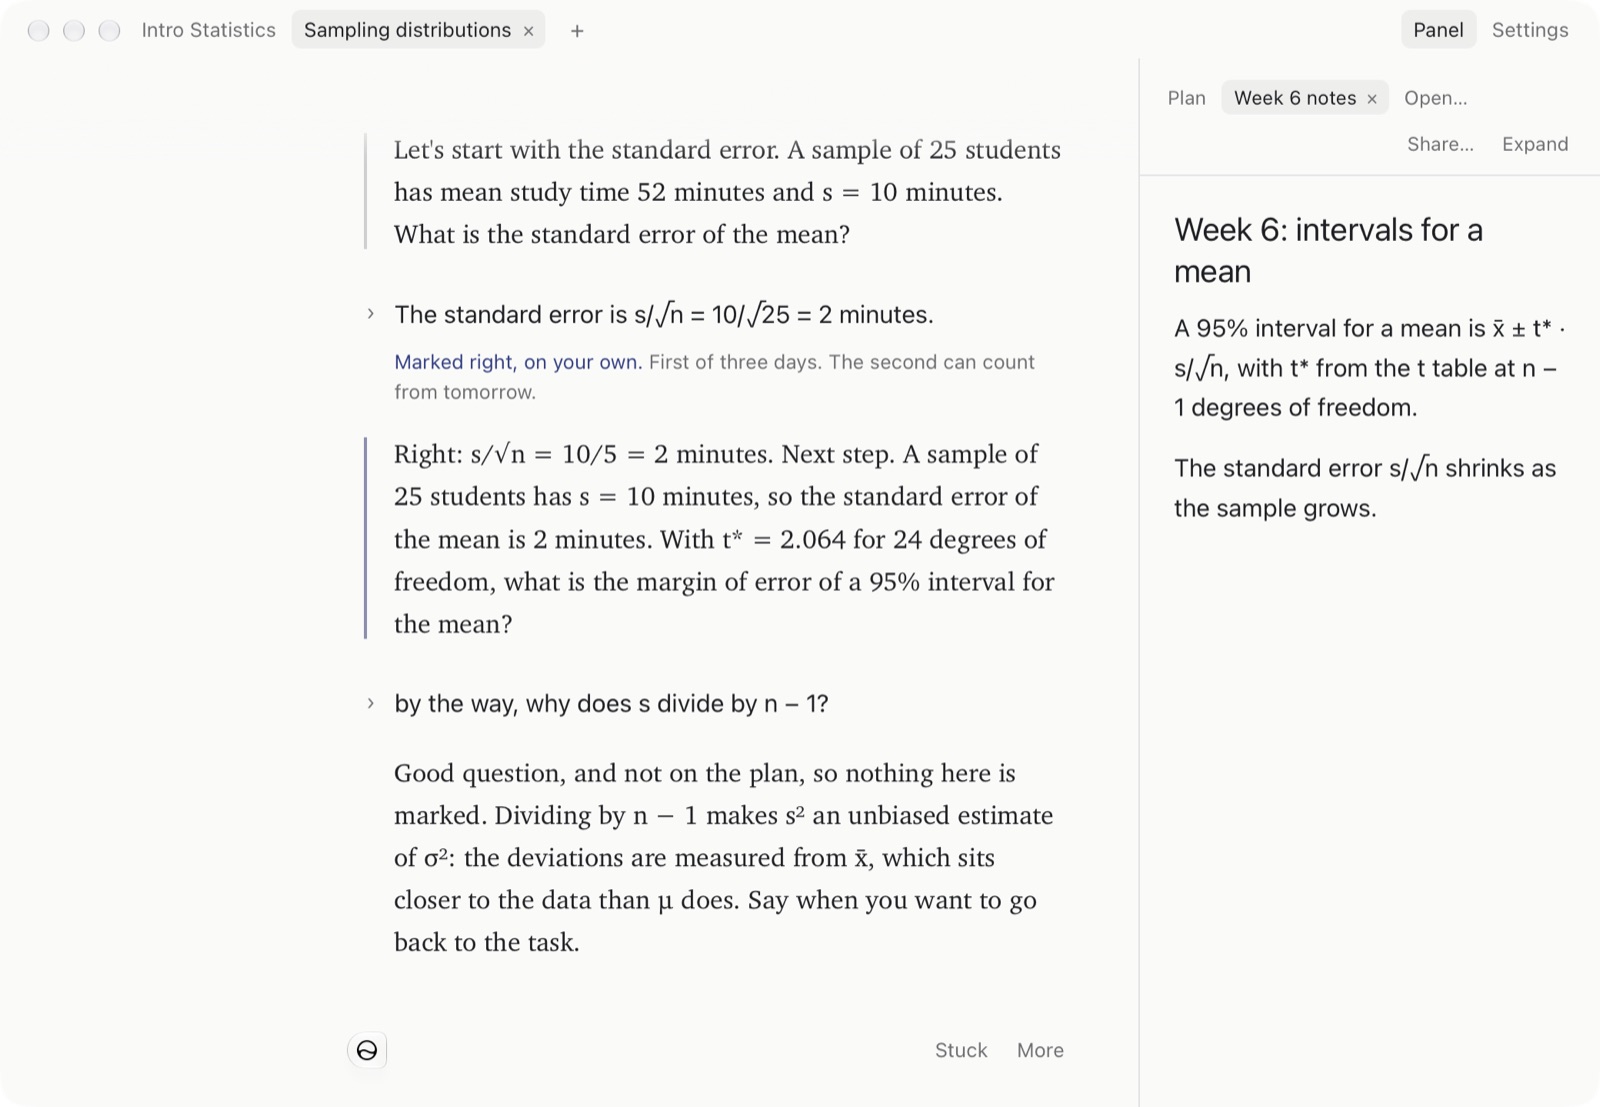 Intro Statistics
Sampling distributions ×
+
Panel
Settings
Let's start with the standard error. A sample of 25 students
has mean study time 52 minutes and s = 10 minutes.
What is the standard error of the mean?
› The standard error is s/√n = 10/√25 = 2 minutes.
Marked right, on your own. First of three days. The second can count
from tomorrow.
Right: s/√n = 10/5 = 2 minutes. Next step. A sample of
25 students has s = 10 minutes, so the standard error of
the mean is 2 minutes. With t* = 2.064 for 24 degrees of
freedom, what is the margin of error of a 95% interval for
the mean?
› by the way, why does s divide by n – 1?
Good question, and not on the plan, so nothing here is
marked. Dividing by n − 1 makes s² an unbiased estimate
of σ²: the deviations are measured from x̄, which sits
closer to the data than μ does. Say when you want to go
back to the task.
Stuck
More
Plan
Week 6 notes ×
Open...
Share...
Expand
Week 6: intervals for a
mean
A 95% interval for a mean is x̄ ± t* ·
s/√n, with t* from the t table at n –
1 degrees of freedom.
The standard error s/√n shrinks as
the sample grows.